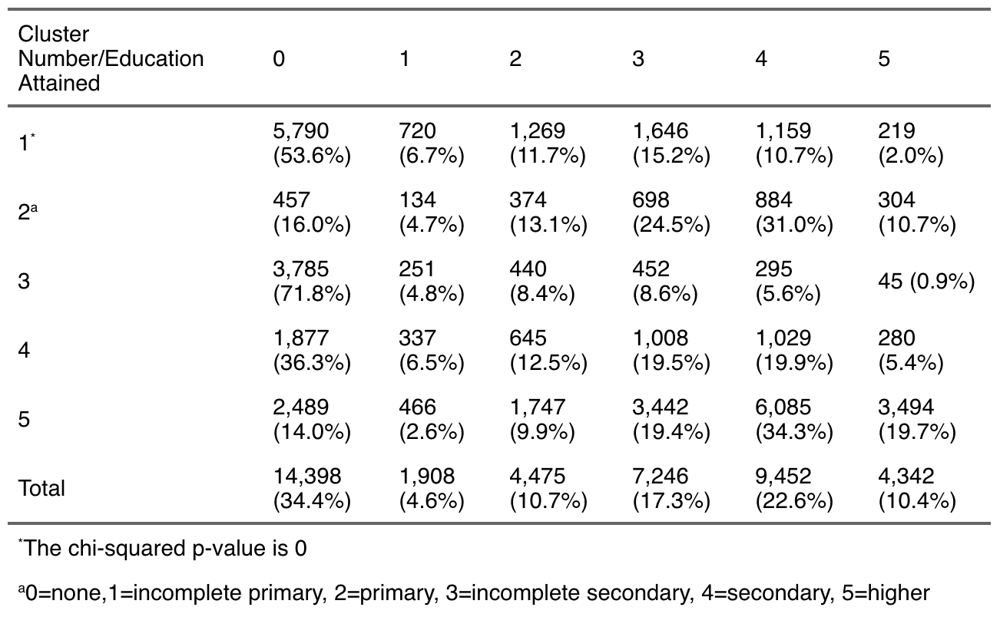 Cluster
Number/Education
Attained
0 1 2 3 4 5
1*
5,790 720 1,269 1,646 1,159 219
(53.6%) (6.7%) (11.7%) (15.2%) (10.7%) (2.0%)
2a
457 134 374 698 884 304
(16.0%) (4.7%) (13.1%) (24.5%) (31.0%) (10.7%)
3
3,785 251 440 452 295
(71.8%) (4.8%) (8.4%) (8.6%) (5.6%)
45 (0.9%)
4
1,877 337 645 1,008 1,029 280
(36.3%) (6.5%) (12.5%) (19.5%) (19.9%) (5.4%)
5
2,489 466 1,747 3,442 6,085 3,494
(14.0%) (2.6%) (9.9%) (19.4%) (34.3%) (19.7%)
Total
14,398 1,908 4,475 7,246 9,452 4,342
(34.4%) (4.6%) (10.7%) (17.3%) (22.6%) (10.4%)
*The chi-squared p-value is 0
a0=none,1=incomplete primary, 2=primary, 3=incomplete secondary, 4=secondary, 5=higher